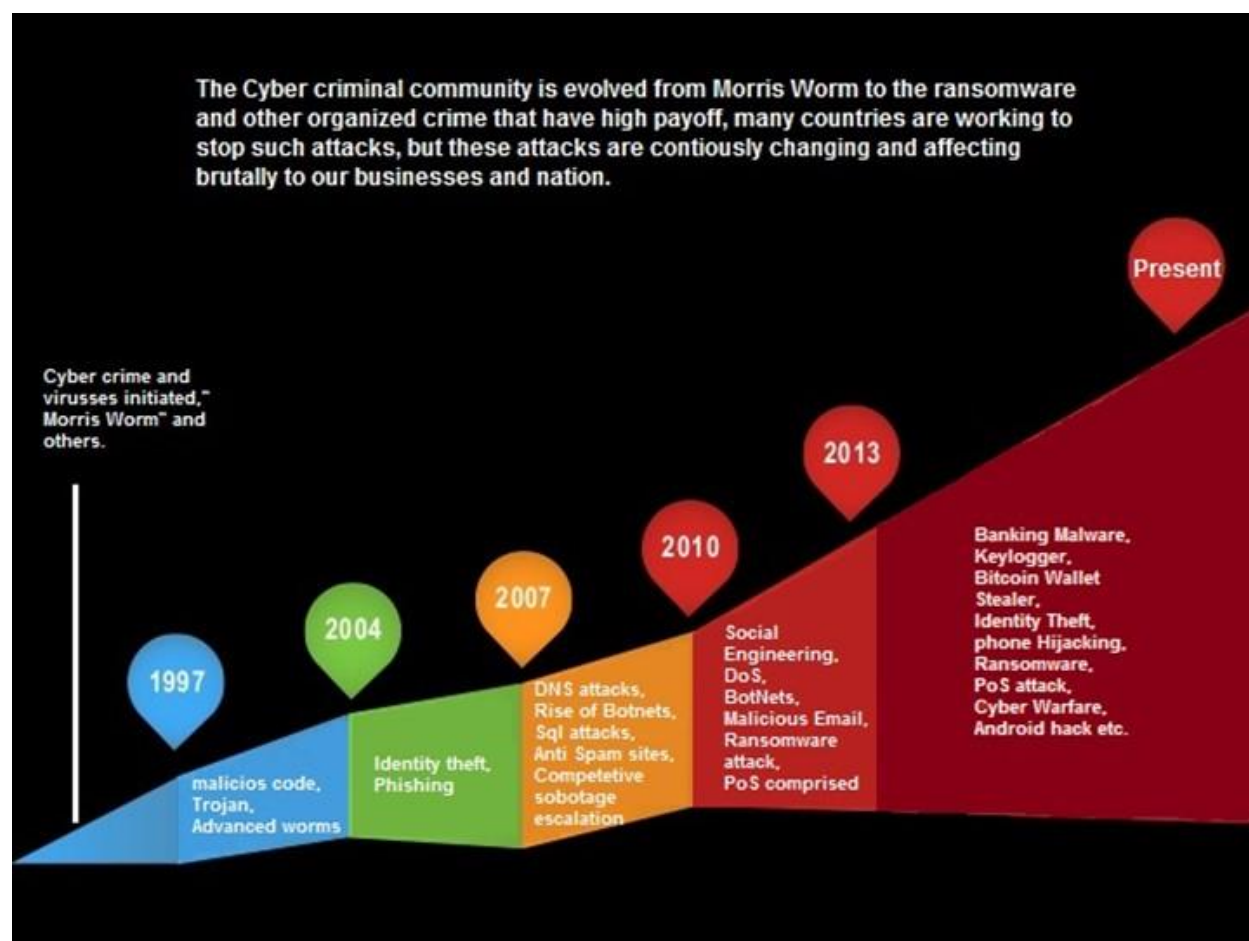 The Cyber criminal community is evolved from Morris Worm to the ransomware
and other organized crime that have high payoff, many countries are working to
stop such attacks, but these attacks are contiously changing and affecting
brutally to our businesses and nation.
Cyber crime and
virusses initiated,"
Morris Worm" and
others.
1997
malicios code,
Trojan,
Advanced worms
2004
Identity theft,
Phishing
2007
DNS attacks,
Rise of Botnets,
Sql attacks,
Anti Spam sites,
Competetive
sobotage
escalation
2010
Social
Engineering,
DoS,
BotNets,
Malicious Email,
Ransomware
attack,
PoS comprised
2013
Banking Malware,
Keylogger,
Bitcoin Wallet
Stealer,
Identity Theft,
phone Hijacking,
Ransomware,
PoS attack,
Cyber Warfare,
Android hack etc.
Present